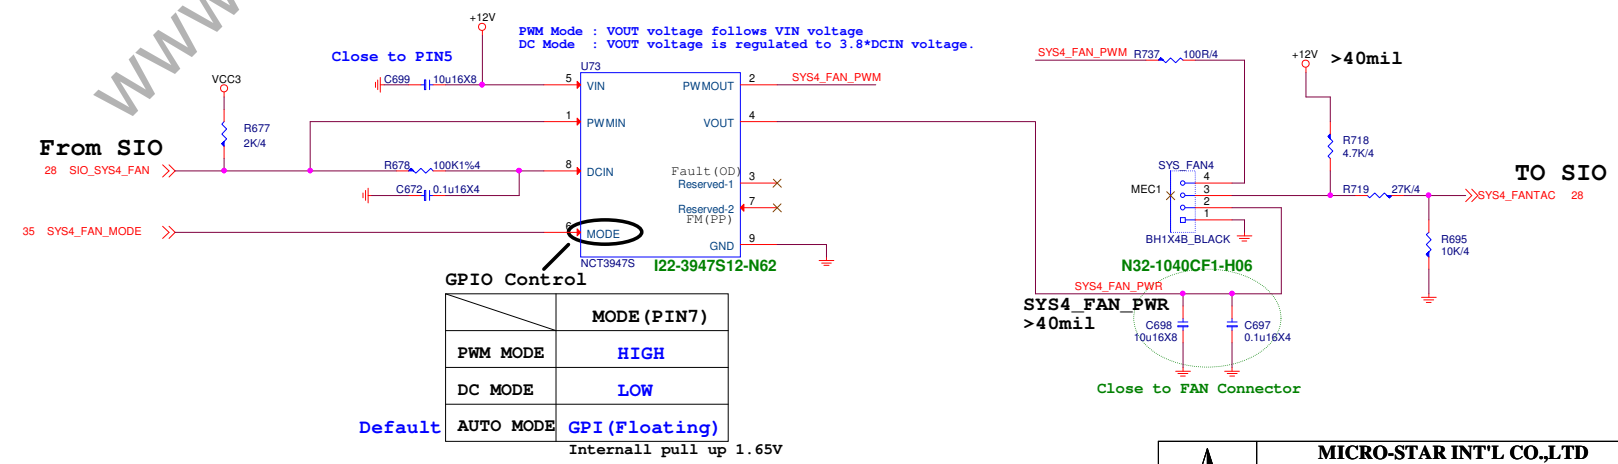 WWW
+12V
PWM Mode : VOUT voltage follows VIN voltage
DC Mode : VOUT voltage is regulated to 3.8*DCIN voltage.
Close to PIN5
C699 10u16X8
U73
5 VIN
PWMOUT 2
SYS4_FAN_PWM
1 PWMIN
VOUT 4
VCC3
R677
2K/4
From SIO
28 SIO_SYS4_FAN
R678 100K1%4
8 DCIN
C672 0.1u16X4
Fault(OD)
Reserved-1 3
Reserved-2 7
FM(PP)
35 SYS4_FAN_MODE
6 MODE
GND 9
NCT3947S
I22-3947S12-N62
GPIO Control
MODE(PIN7)
PWM MODE HIGH
DC MODE LOW
Default AUTO MODE GPI(Floating)
Internall pull up 1.65V
SYS4_FAN_PWM R737 100R/4
+12V >40mil
R718
4.7K/4
SYS_FAN4
MEC1
4
3
2
1
BH1X4B_BLACK
N32-1040CF1-H06
R719 27K/4
TO SIO
SYS4_FANTAC 28
R695
10K/4
SYS4_FAN_PWR
SYS4_FAN_PWR
>40mil
C698
10u16X8
C697
0.1u16X4
Close to FAN Connector
MICRO-STAR INT'L CO.,LTD